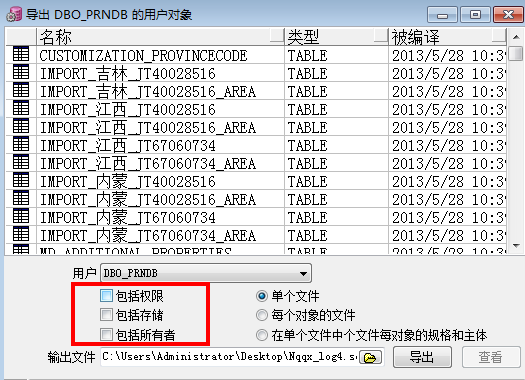 导出 DBO_PRNDB 的用户对象
名称 类型 被编译
CUSTOMIZATION_PROVINCECODE TABLE 2013/5/28 10:39
IMPORT_吉林_JT40028516 TABLE 2013/5/28 10:39
IMPORT_吉林_JT40028516_AREA TABLE 2013/5/28 10:39
IMPORT_江西_JT40028516 TABLE 2013/5/28 10:39
IMPORT_江西_JT40028516_AREA TABLE 2013/5/28 10:39
IMPORT_江西_JT67060734 TABLE 2013/5/28 10:39
IMPORT_江西_JT67060734_AREA TABLE 2013/5/28 10:39
IMPORT_内蒙_JT40028516 TABLE 2013/5/28 10:39
IMPORT_内蒙_JT40028516_AREA TABLE 2013/5/28 10:39
IMPORT_内蒙_JT67060734 TABLE 2013/5/28 10:39
IMPORT_内蒙_JT67060734_AREA TABLE 2013/5/28 10:39
MD_ADDITIONAL_PROPERTIES TABLE 2013/5/28 10:39
用户 DBO_PRNDB
包括权限 单个文件
包括存储 每个对象的文件
包括所有者 在单个文件中个文件每对象的规格和主体
输出文件 C:\Users\Administrator\Desktop\Nqqx_log4.s 导出 查看